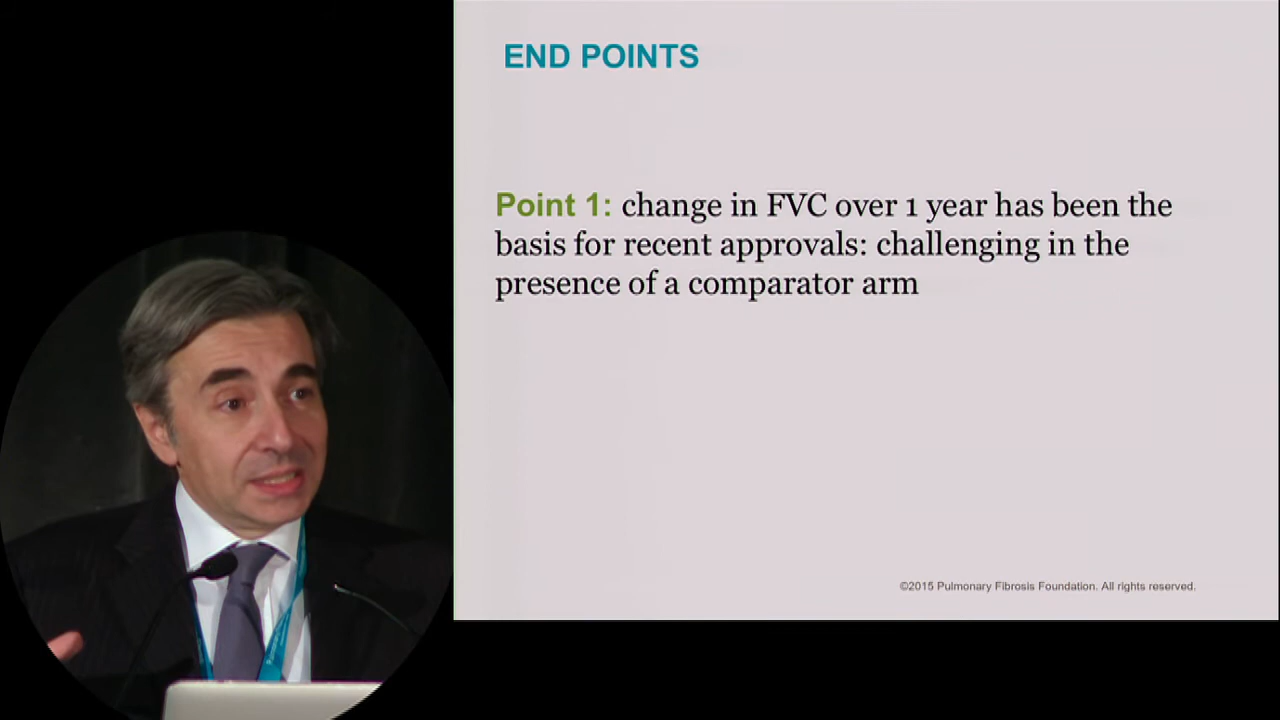 END POINTS
Point 1: change in FVC over 1 year has been the
basis for recent approvals: challenging in the
presence of a comparator arm
©2015 Pulmonary Fibrosis Foundation. All rights reserved.